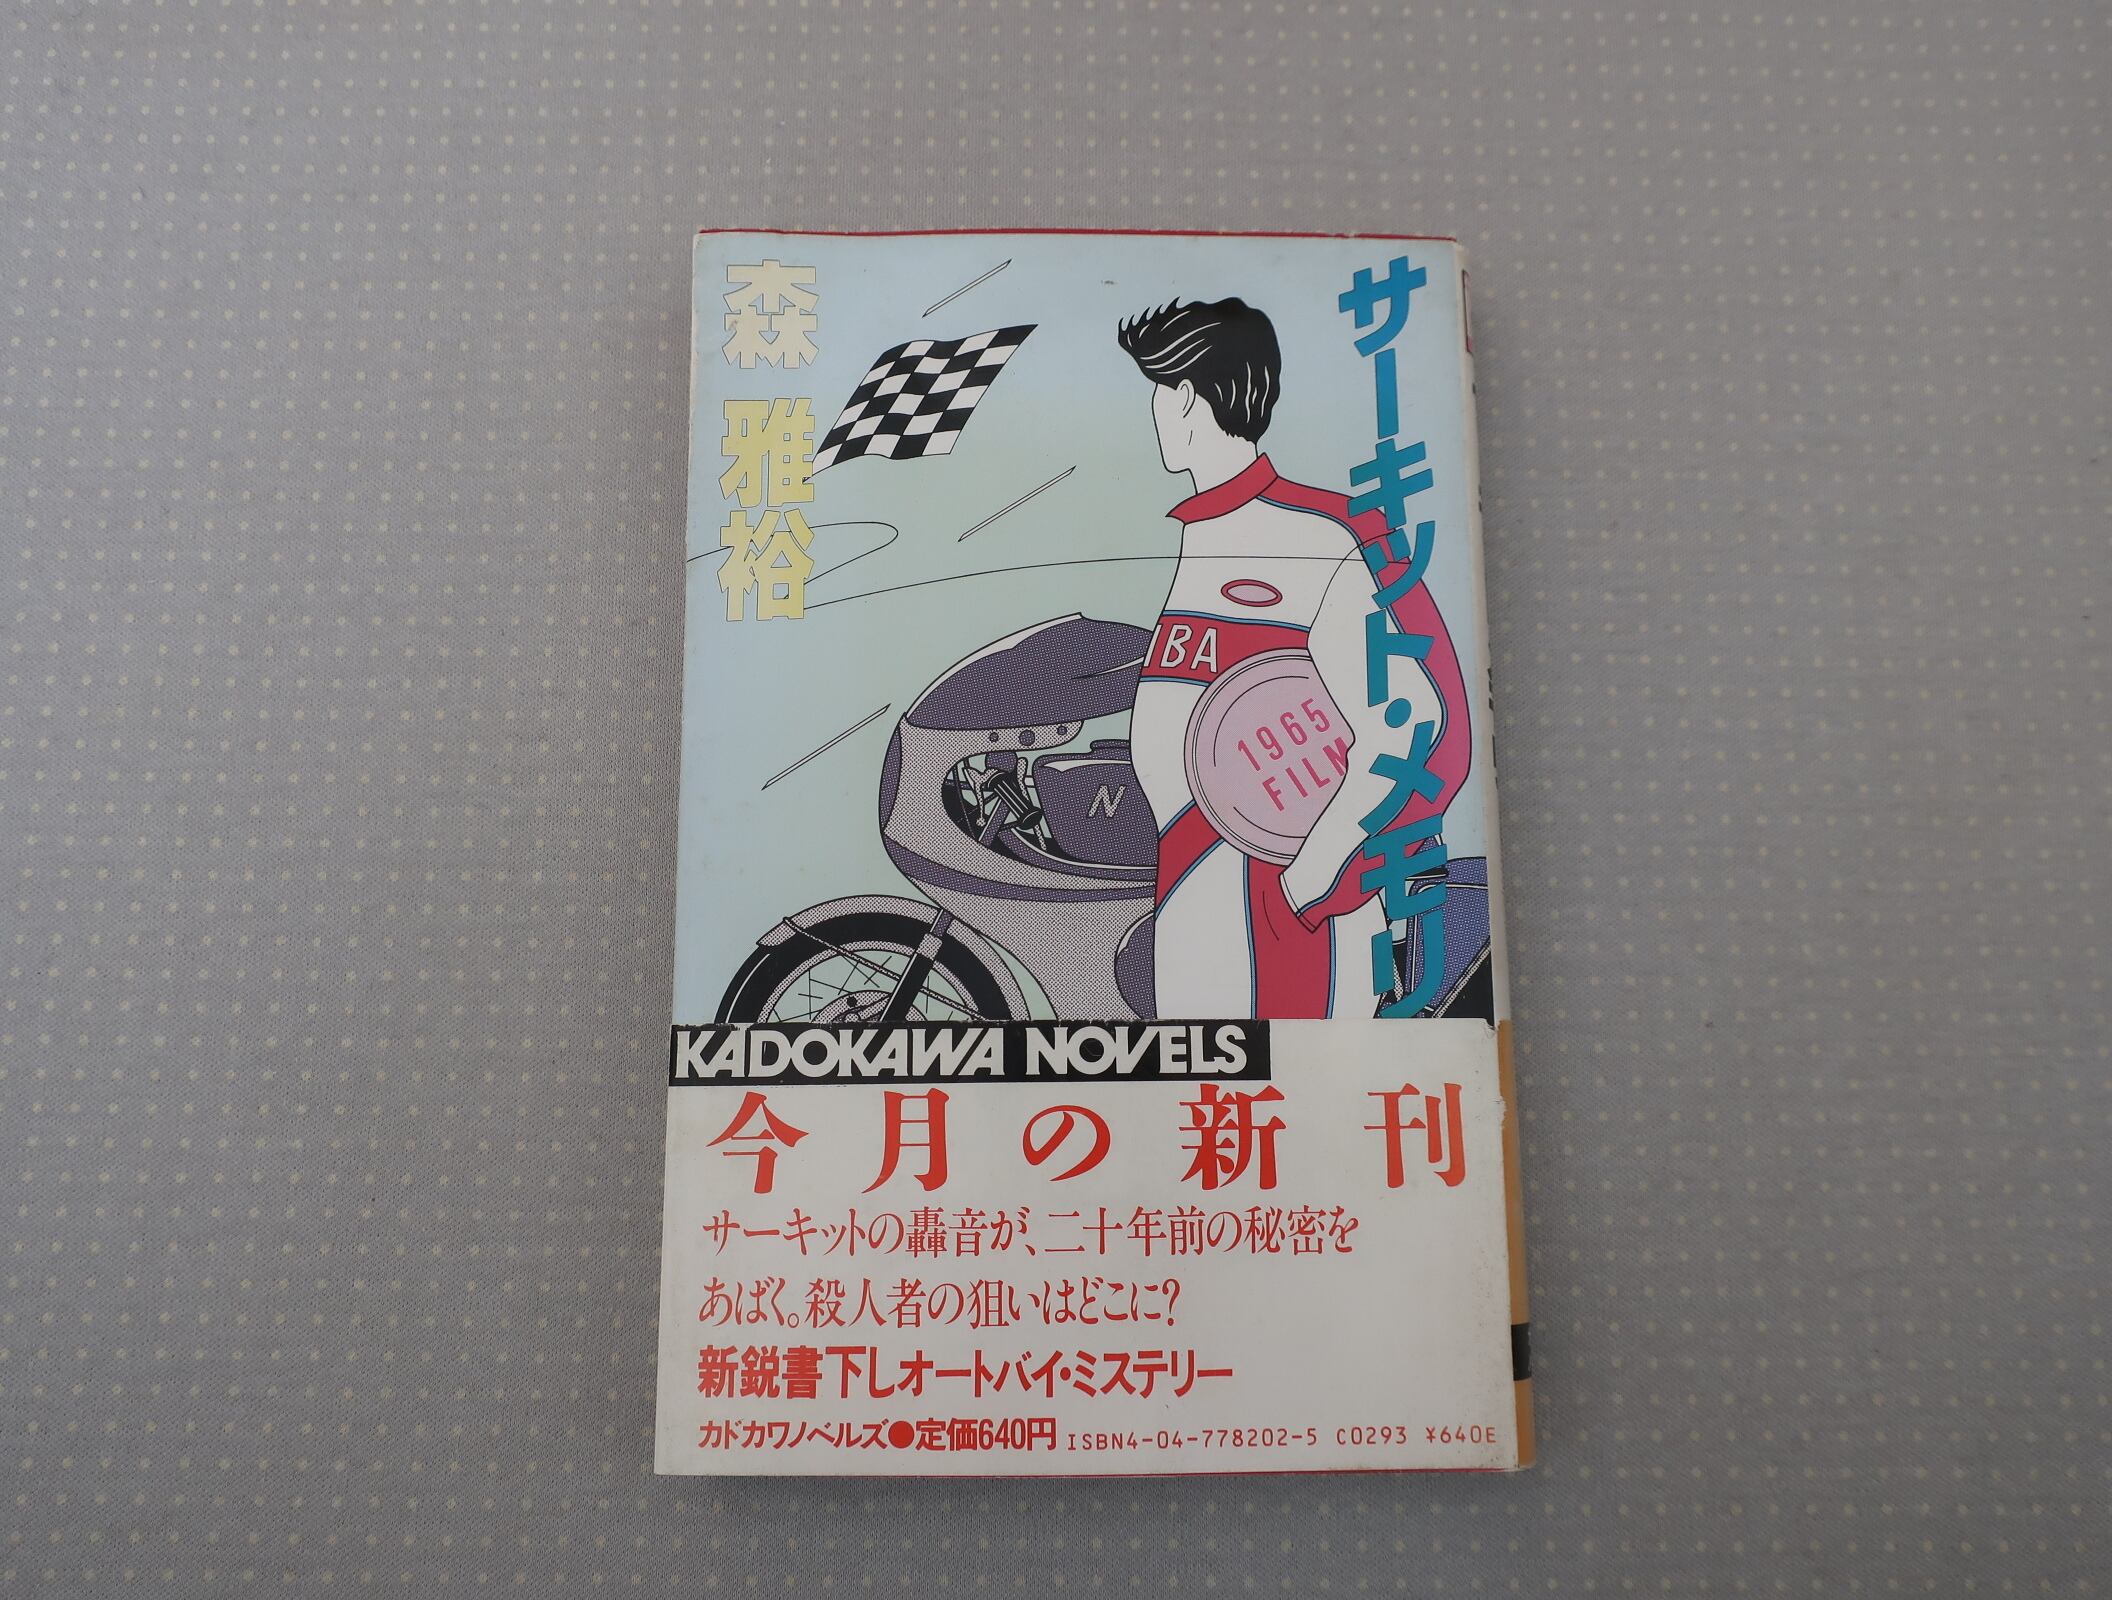 サーキット・メモリ
森 雅裕
IBA
1965
FILM
N
KADOKAWA NOVELS
今月の新刊
サーキットの轟音が、二十年前の秘密を
あばく。殺人者の狙いはどこに?
新鋭書下しオートバイ・ミステリー
カドカワノベルズ●定価640円 ISBN4-04-778202-5 C0293 ¥640E